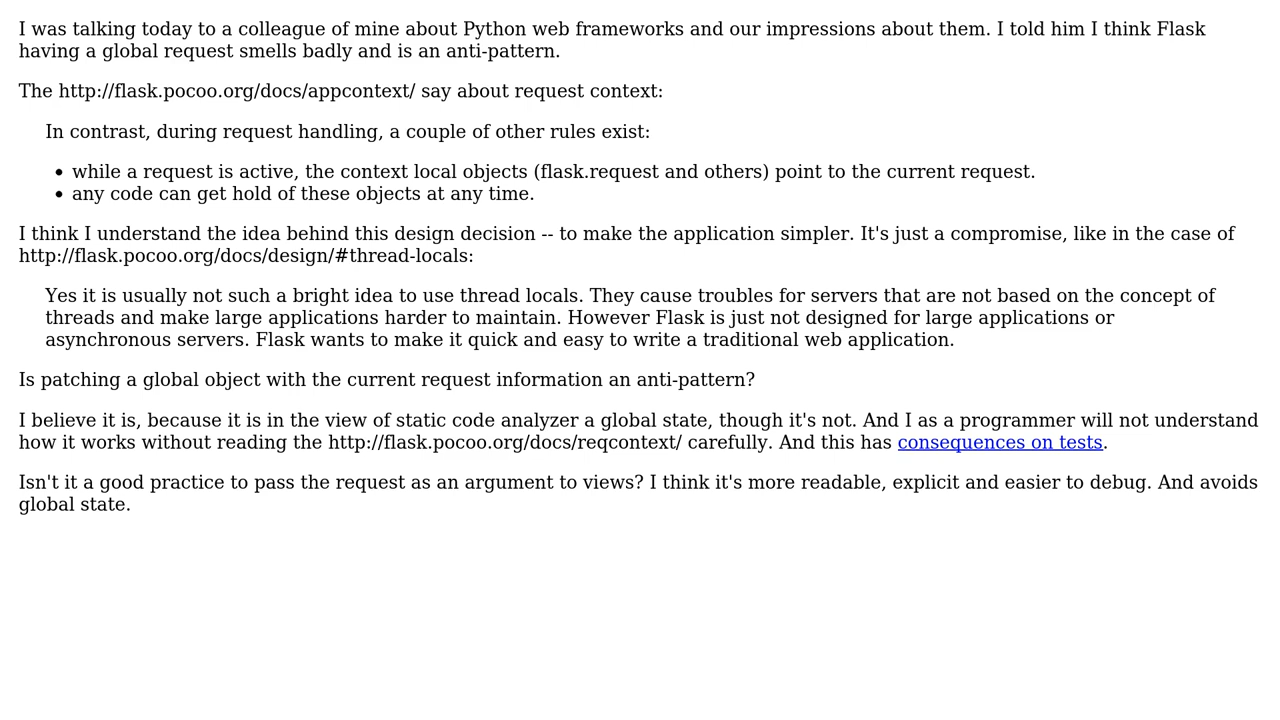 I was talking today to a colleague of mine about Python web frameworks and our impressions about them. I told him I think Flask
having a global request smells badly and is an anti-pattern.
The http://flask.pocoo.org/docs/appcontext/ say about request context:
In contrast, during request handling, a couple of other rules exist:
• while a request is active, the context local objects (flask.request and others) point to the current request.
• any code can get hold of these objects at any time.
I think I understand the idea behind this design decision -- to make the application simpler. It's just a compromise, like in the case of
http://flask.pocoo.org/docs/design/#thread-locals:
Yes it is usually not such a bright idea to use thread locals. They cause troubles for servers that are not based on the concept of
threads and make large applications harder to maintain. However Flask is just not designed for large applications or
asynchronous servers. Flask wants to make it quick and easy to write a traditional web application.
Is patching a global object with the current request information an anti-pattern?
I believe it is, because it is in the view of static code analyzer a global state, though it's not. And I as a programmer will not understand
how it works without reading the http://flask.pocoo.org/docs/reqcontext/ carefully. And this has consequences on tests.
Isn't it a good practice to pass the request as an argument to views? I think it's more readable, explicit and easier to debug. And avoids
global state.